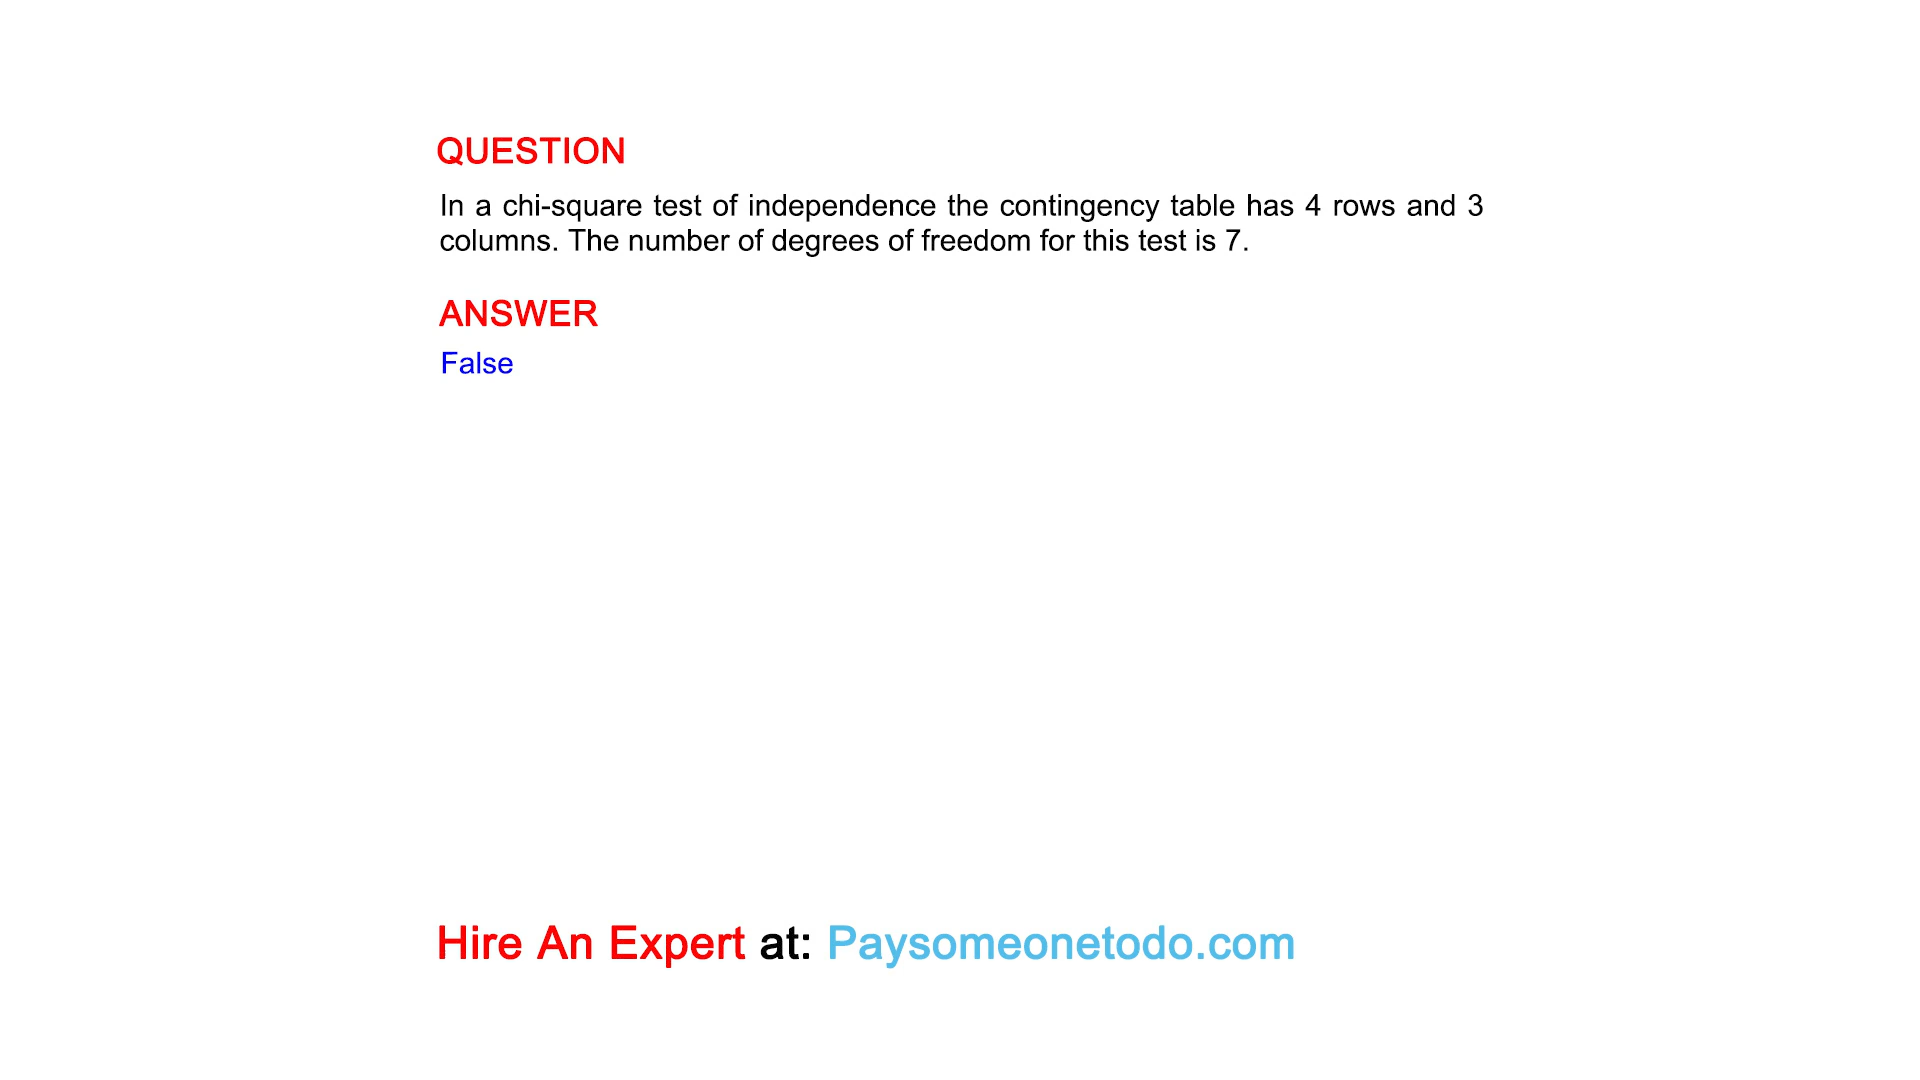 QUESTION
In a chi-square test of independence the contingency table has 4 rows and 3
columns. The number of degrees of freedom for this test is 7.
ANSWER
False
Hire An Expert at: Paysomeonetodo.com